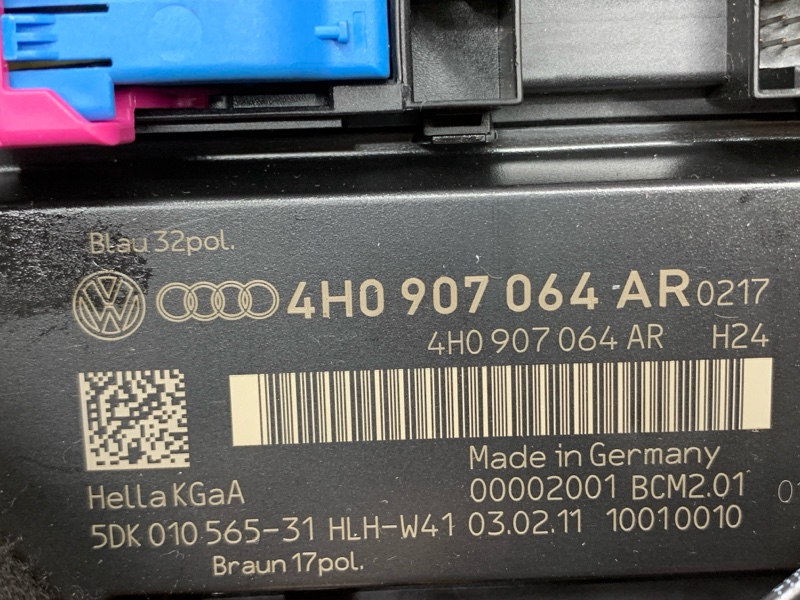 Blau 32pol.
4H0 907 064 AR 0217
4H0 907 064 AR H24
Made in Germany
Hella KGaA 00002001 BCM2.01
5DK 010 565-31 HLH-W41 03.02.11 10010010
Braun 17pol.